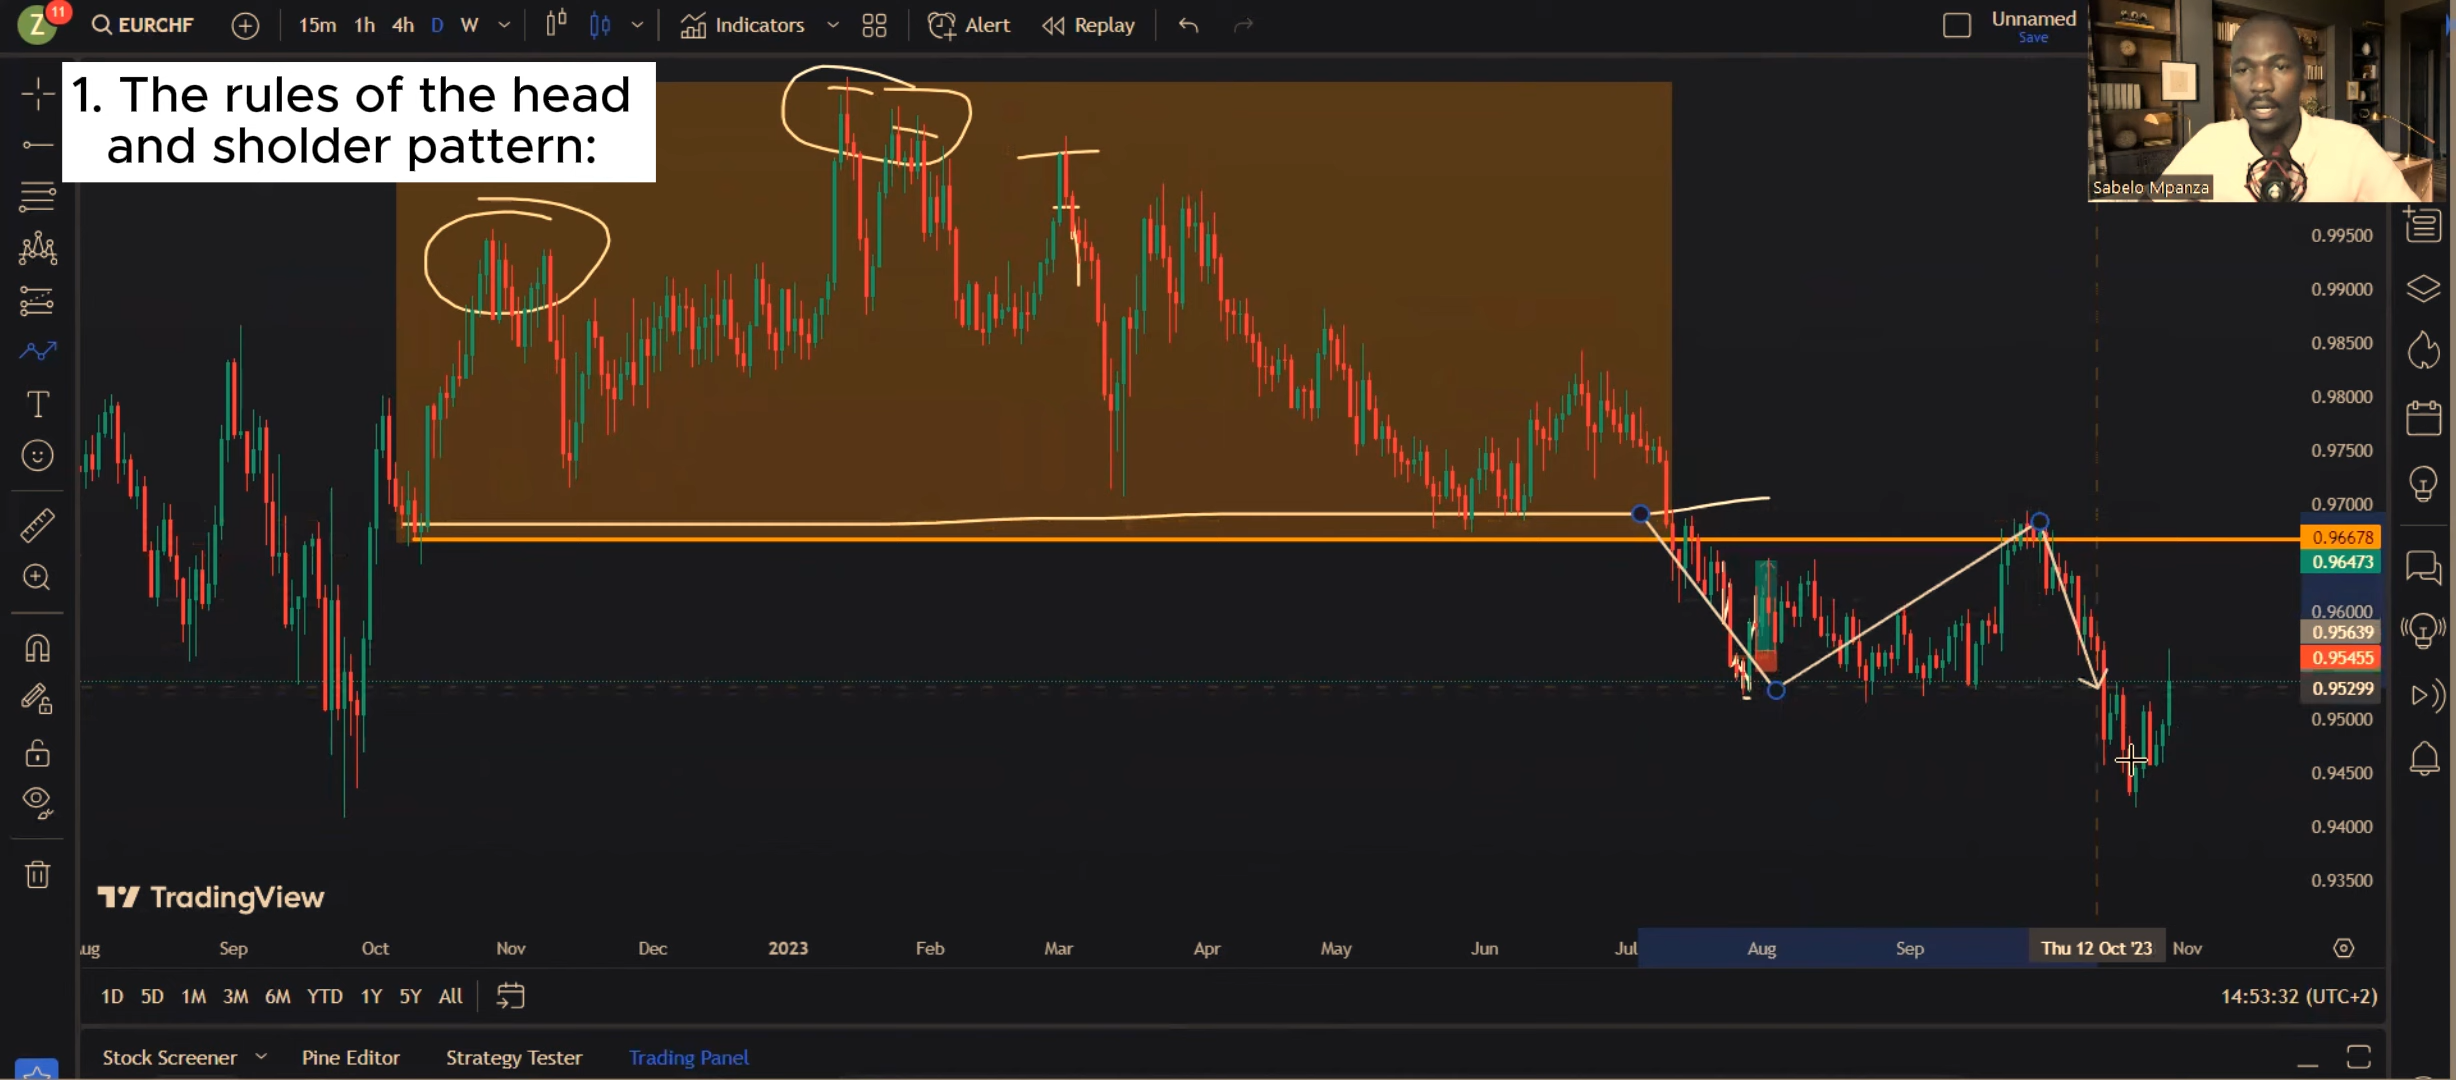 Z
11
EURCHF
15m 1h 4h D W
Indicators
Alert
Replay
Unnamed
Save
1. The rules of the head
and sholder pattern:
Sabelo Mpanza
0.99500
0.99000
0.98500
0.98000
0.97500
0.97000
0.96678
0.96473
0.96000
0.95639
0.95455
0.95299
0.95000
0.94500
0.94000
0.93500
TradingView
ug Sep Oct Nov Dec 2023 Feb Mar Apr May Jun Jul Aug Sep Thu 12 Oct '23 Nov
1D 5D 1M 3M 6M YTD 1Y 5Y All
14:53:32 (UTC+2)
Stock Screener Pine Editor Strategy Tester Trading Panel